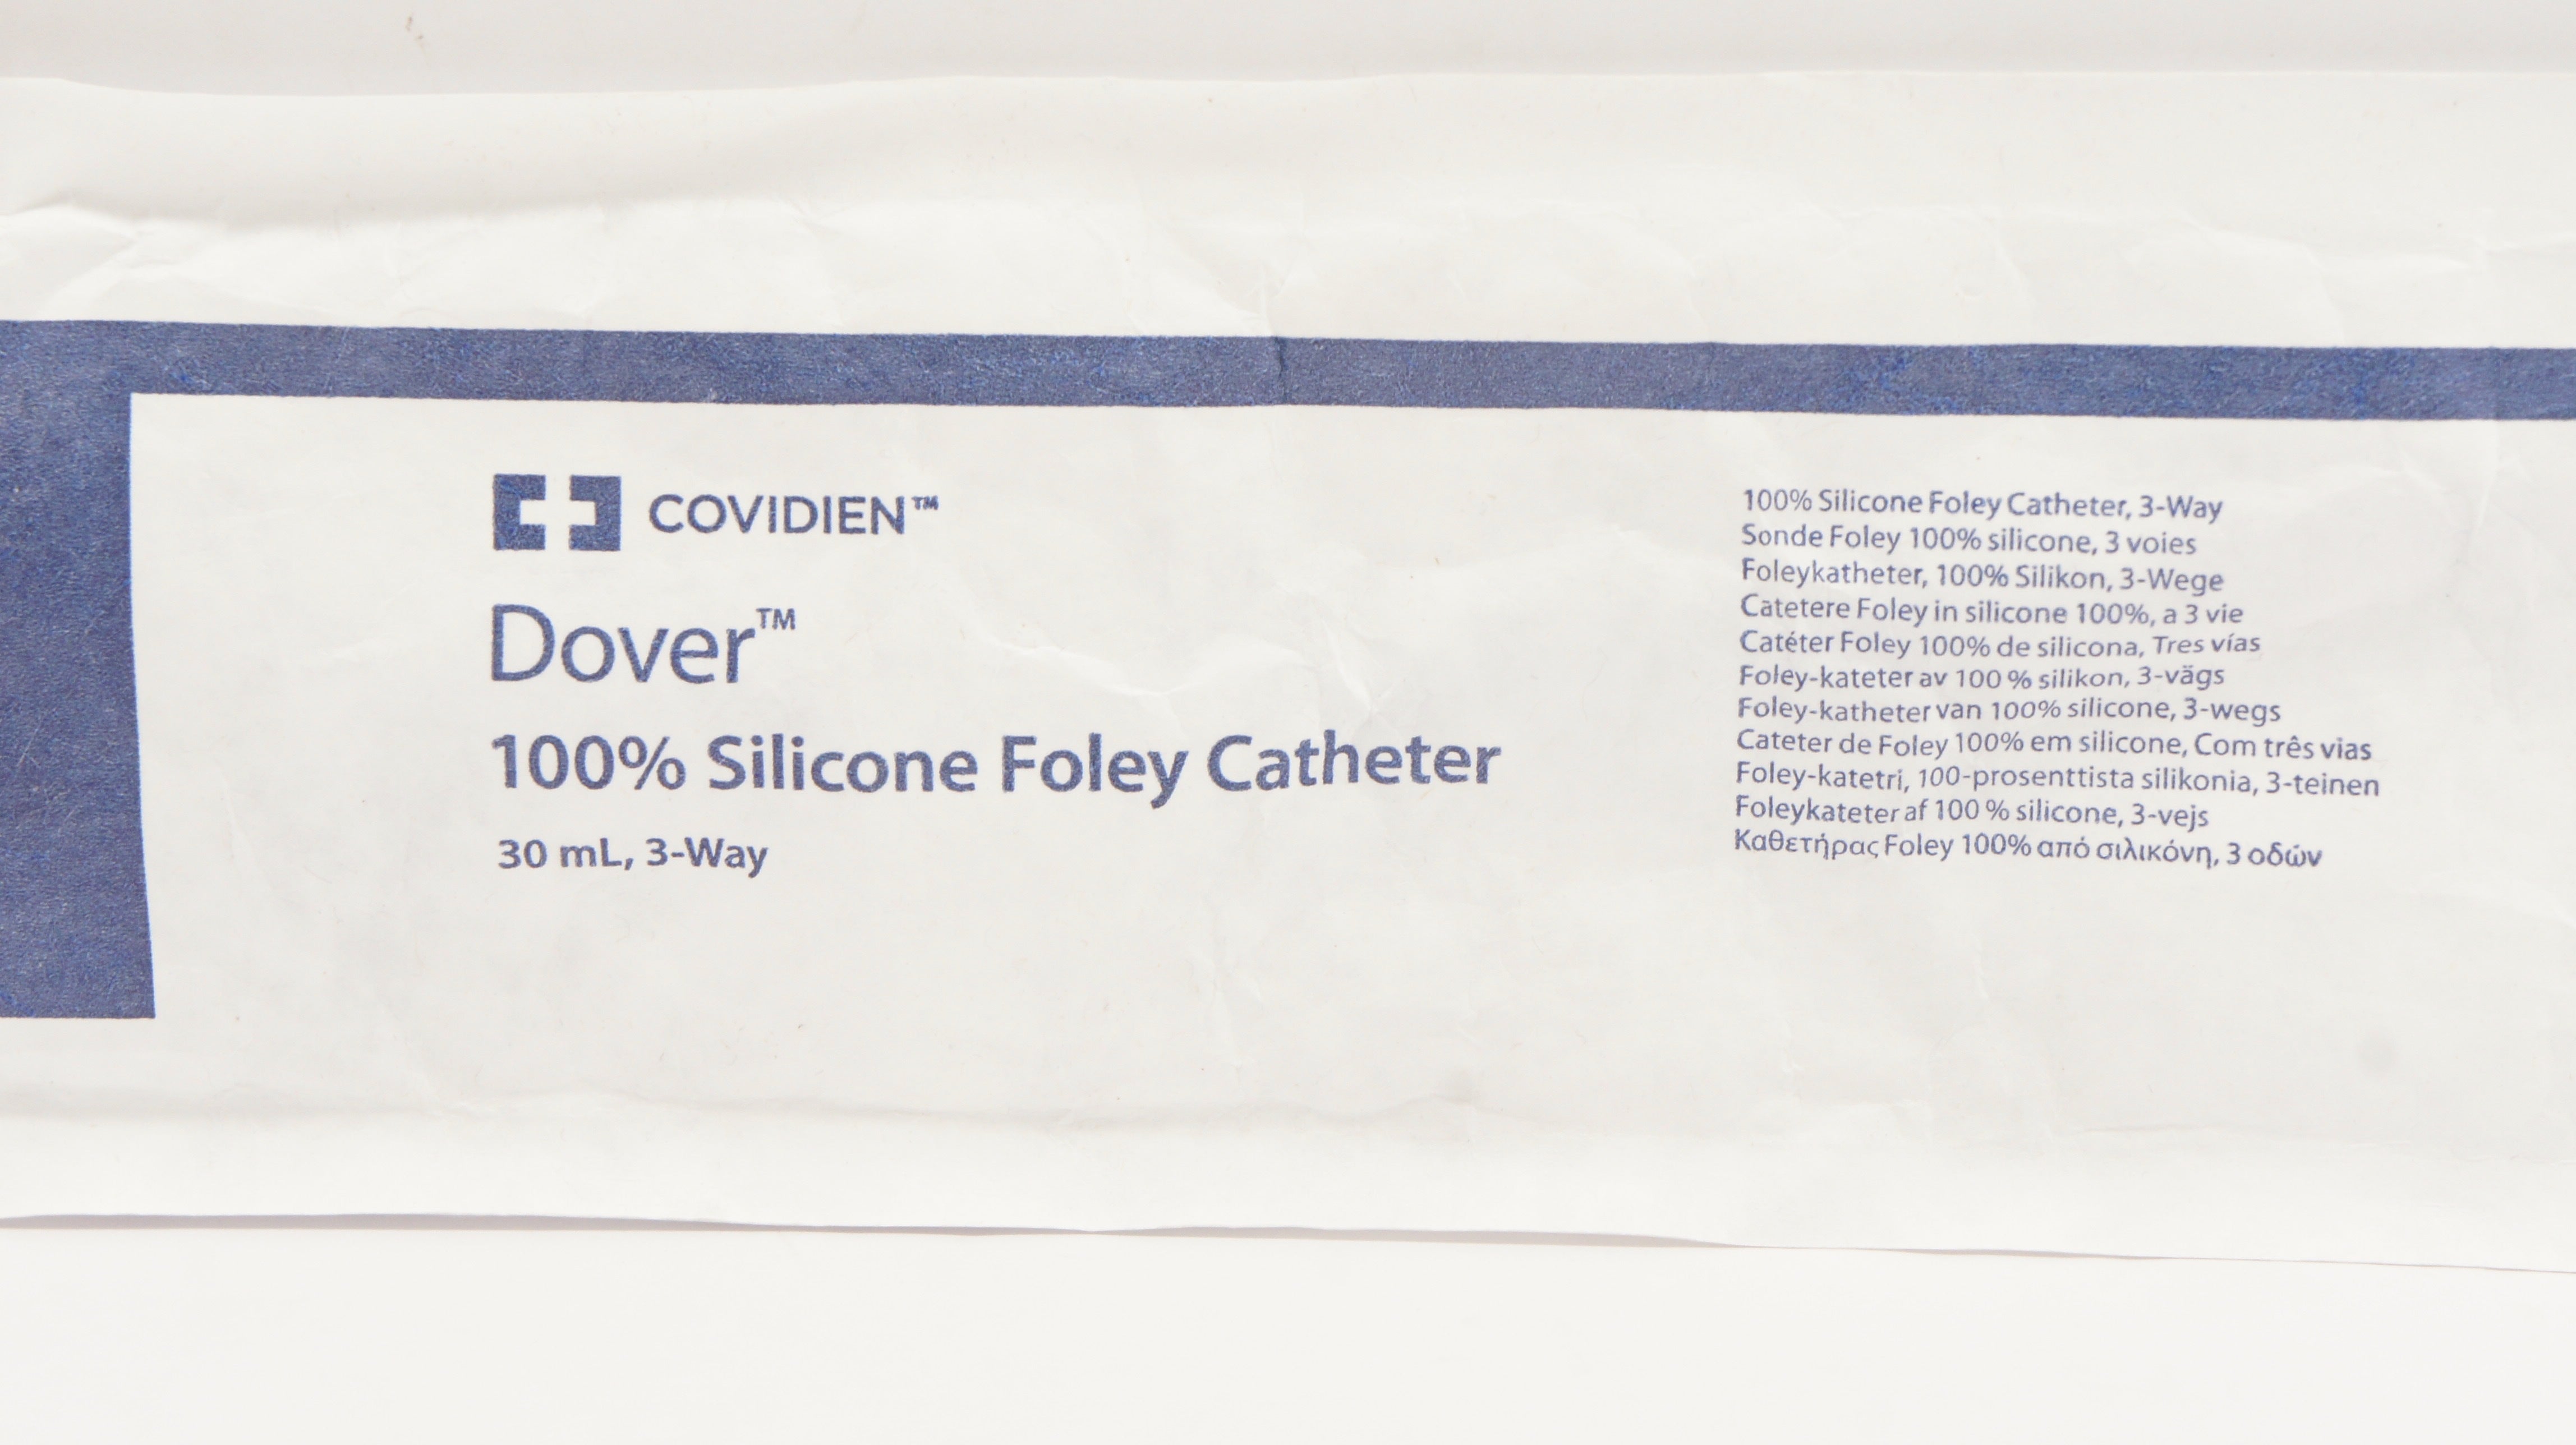 COVIDIEN™
Dover™
100% Silicone Foley Catheter
30 mL, 3-Way
100% Silicone Foley Catheter, 3-Way
Sonde Foley 100% silicone, 3 voies
Foleykatheter, 100% Silikon, 3-Wege
Catetere Foley in silicone 100%, a 3 vie
Catéter Foley 100% de silicona, Tres vías
Foley-kateter av 100 % silikon, 3-vägs
Foley-katheter van 100% silicone, 3-wegs
Cateter de Foley 100% em silicone, Com três vias
Foley-katetri, 100-prosenttista silikonia, 3-teinen
Foleykateter af 100 % silicone, 3-vejs
Καθετήρας Foley 100% από σιλικόνη, 3 οδών